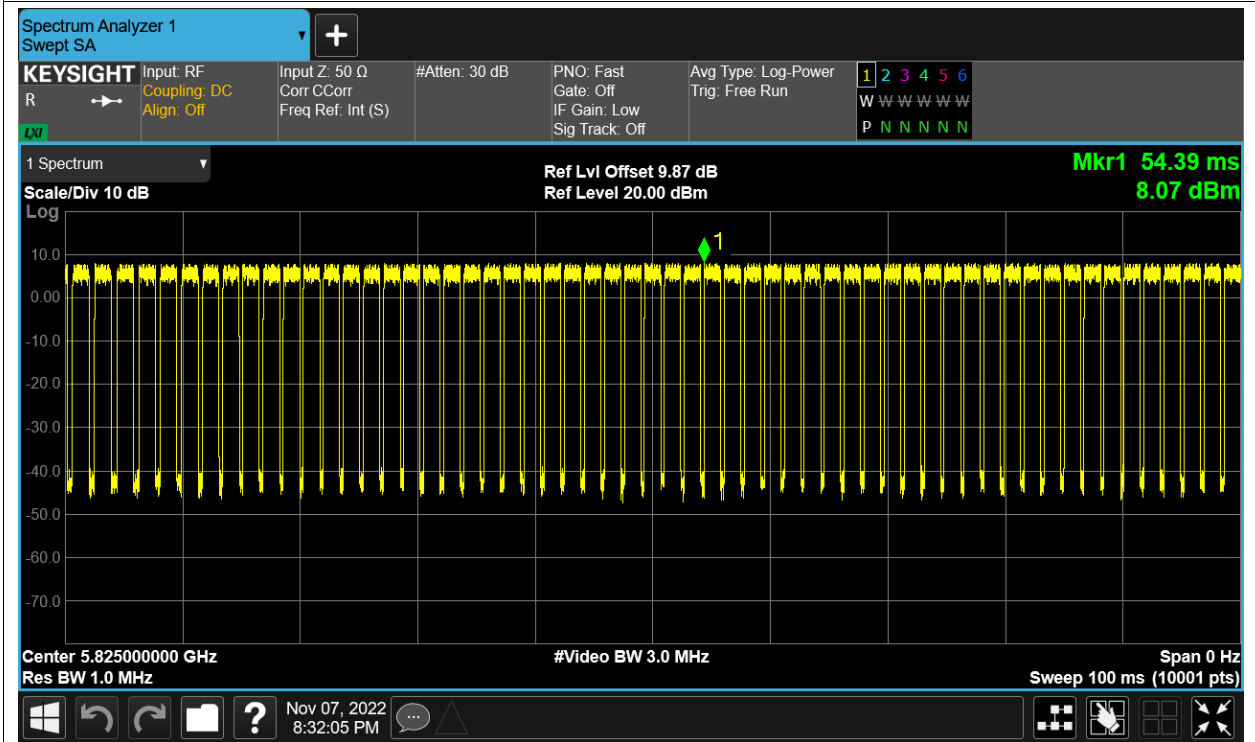 Spectrum Analyzer 1
Swept SA
KEYSIGHT
R
LXI
Input: RF
Coupling: DC
Align: Off
Input Z: 50 Ω
Corr CCorr
Freq Ref: Int (S)
#Atten: 30 dB
PNO: Fast
Gate: Off
IF Gain: Low
Sig Track: Off
Avg Type: Log-Power
Trig: Free Run
1 2 3 4 5 6
W W W W W W
P N N N N N
1 Spectrum
Scale/Div 10 dB
Log
Ref Lvl Offset 9.87 dB
Ref Level 20.00 dBm
Mkr1 54.39 ms
8.07 dBm
1
10.0
0.00
-10.0
-20.0
-30.0
-40.0
-50.0
-60.0
-70.0
Center 5.825000000 GHz
#Video BW 3.0 MHz
Span 0 Hz
Res BW 1.0 MHz
Sweep 100 ms (10001 pts)
?
Nov 07, 2022
8:32:05 PM